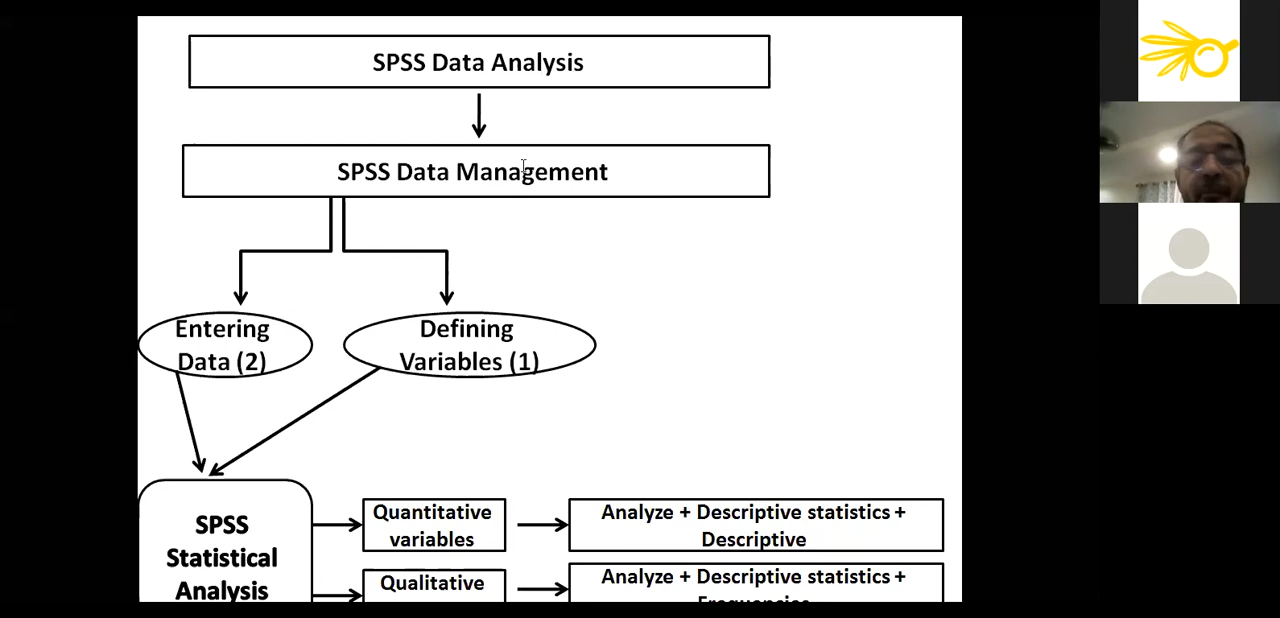 SPSS Data Analysis
SPSS Data Management
Entering
Data (2)
Defining
Variables (1)
SPSS
Statistical
Analysis
Quantitative
variables
Analyze + Descriptive statistics +
Descriptive
Qualitative
Analyze + Descriptive statistics +
Frequencies